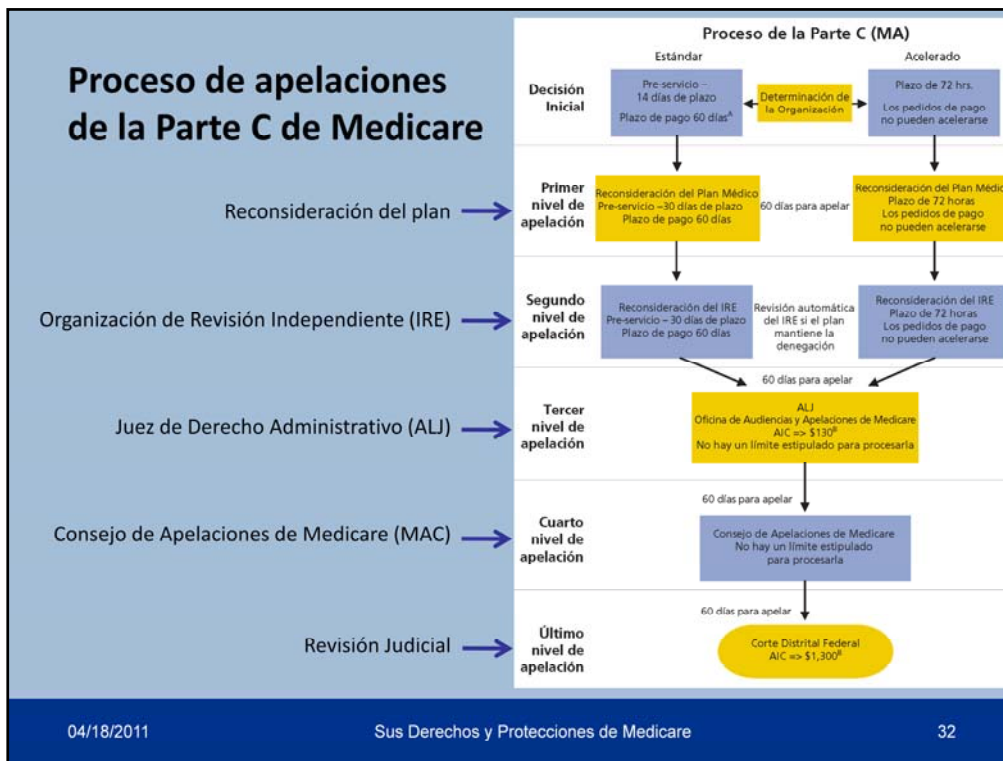 Proceso de apelaciones
de la Parte C de Medicare
Reconsideración del plan
Organización de Revisión Independiente (IRE)
Juez de Derecho Administrativo (ALJ)
Consejo de Apelaciones de Medicare (MAC)
Revisión Judicial
Proceso de la Parte C (MA)
Estándar
Acelerado
Decisión
Inicial
Pre-servicio –
14 días de plazo
Plazo de pago 60 díasᴬ
Determinación de
la Organización
Plazo de 72 hrs.
Los pedidos de pago
no pueden acelerarse
Primer
nivel de
apelación
Reconsideración del Plan Médico
Pre-servicio –30 días de plazo
Plazo de pago 60 días
60 días para apelar
Reconsideración del Plan Médico
Plazo de 72 horas
Los pedidos de pago
no pueden acelerarse
Segundo
nivel de
apelación
Reconsideración del IRE
Pre-servicio – 30 días de plazo
Plazo de pago 60 días
Revisión automática
del IRE si el plan
mantiene la
denegación
Reconsideración del IRE
Plazo de 72 horas
Los pedidos de pago
no pueden acelerarse
60 días para apelar
Tercer
nivel de
apelación
ALJ
Oficina de Audiencias y Apelaciones de Medicare
AIC => $130ᴮ
No hay un límite estipulado para procesarla
60 días para apelar
Cuarto
nivel de
apelación
Consejo de Apelaciones de Medicare
No hay un límite estipulado
para procesarla
60 días para apelar
Último
nivel de
apelación
Corte Distrital Federal
AIC => $1,300ᴮ
04/18/2011
Sus Derechos y Protecciones de Medicare
32